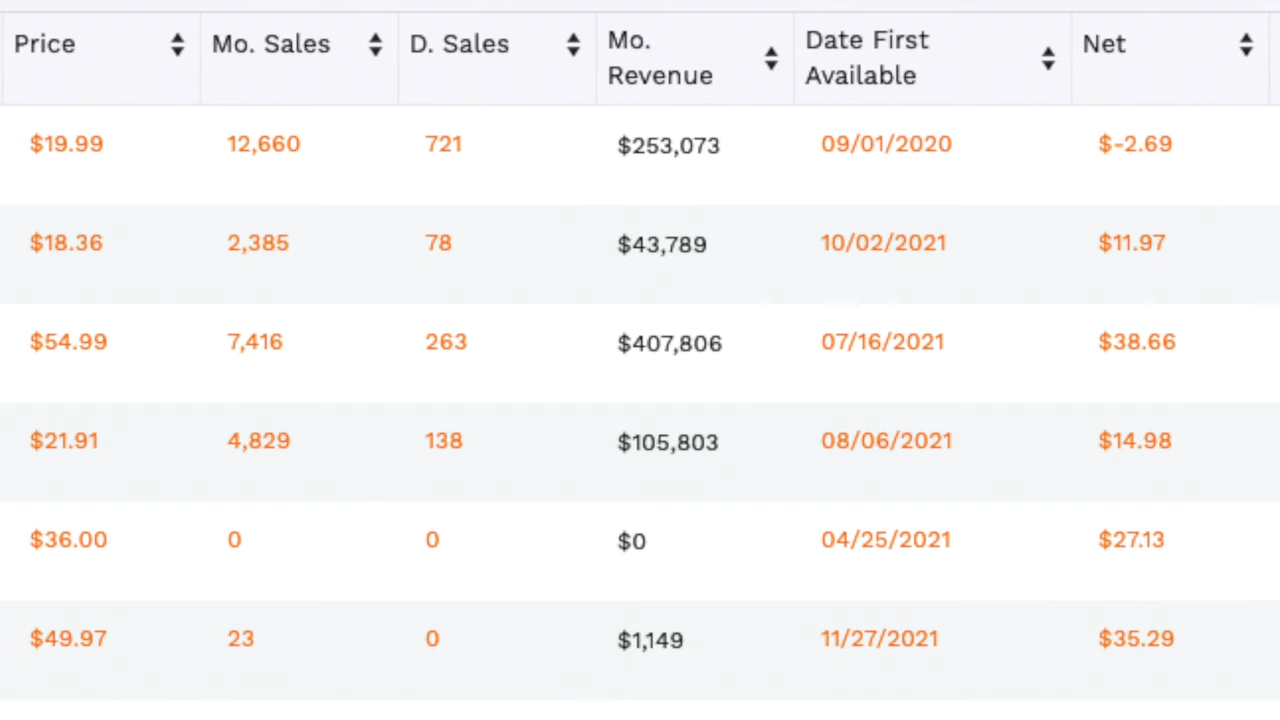 Price Mo. Sales D. Sales Mo. Revenue Date First Available Net
$19.99 12,660 721 $253,073 09/01/2020 $-2.69
$18.36 2,385 78 $43,789 10/02/2021 $11.97
$54.99 7,416 263 $407,806 07/16/2021 $38.66
$21.91 4,829 138 $105,803 08/06/2021 $14.98
$36.00 0 0 $0 04/25/2021 $27.13
$49.97 23 0 $1,149 11/27/2021 $35.29